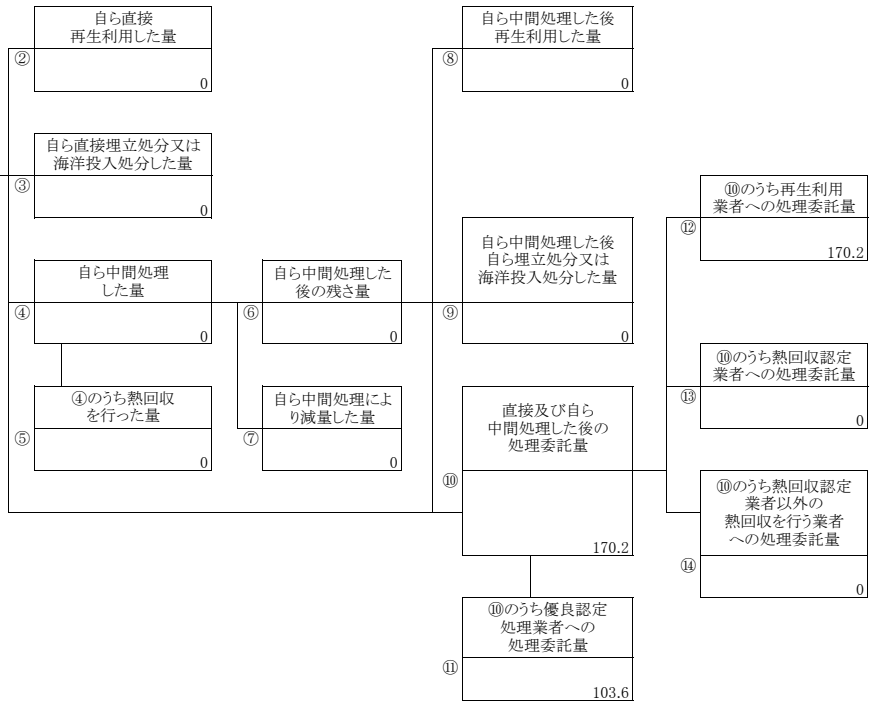 自ら直接
再生利用した量
②
0
自ら直接埋立処分又は
海洋投入処分した量
③
0
自ら中間処理
した量
④
0
④のうち熱回収
を行った量
⑤
0
自ら中間処理した
後の残さ量
⑥
0
自ら中間処理によ
り減量した量
⑦
0
自ら中間処理した後
再生利用した量
⑧
0
自ら中間処理した後
自ら埋立処分又は
海洋投入処分した量
⑨
0
直接及び自ら
中間処理した後の
処理委託量
⑩
170.2
⑩のうち優良認定
処理業者への
処理委託量
⑪
103.6
⑩のうち再生利用
業者への処理委託量
⑫
170.2
⑩のうち熱回収認定
業者への処理委託量
⑬
0
⑩のうち熱回収認定
業者以外の
熱回収を行う業者
への処理委託量
⑭
0